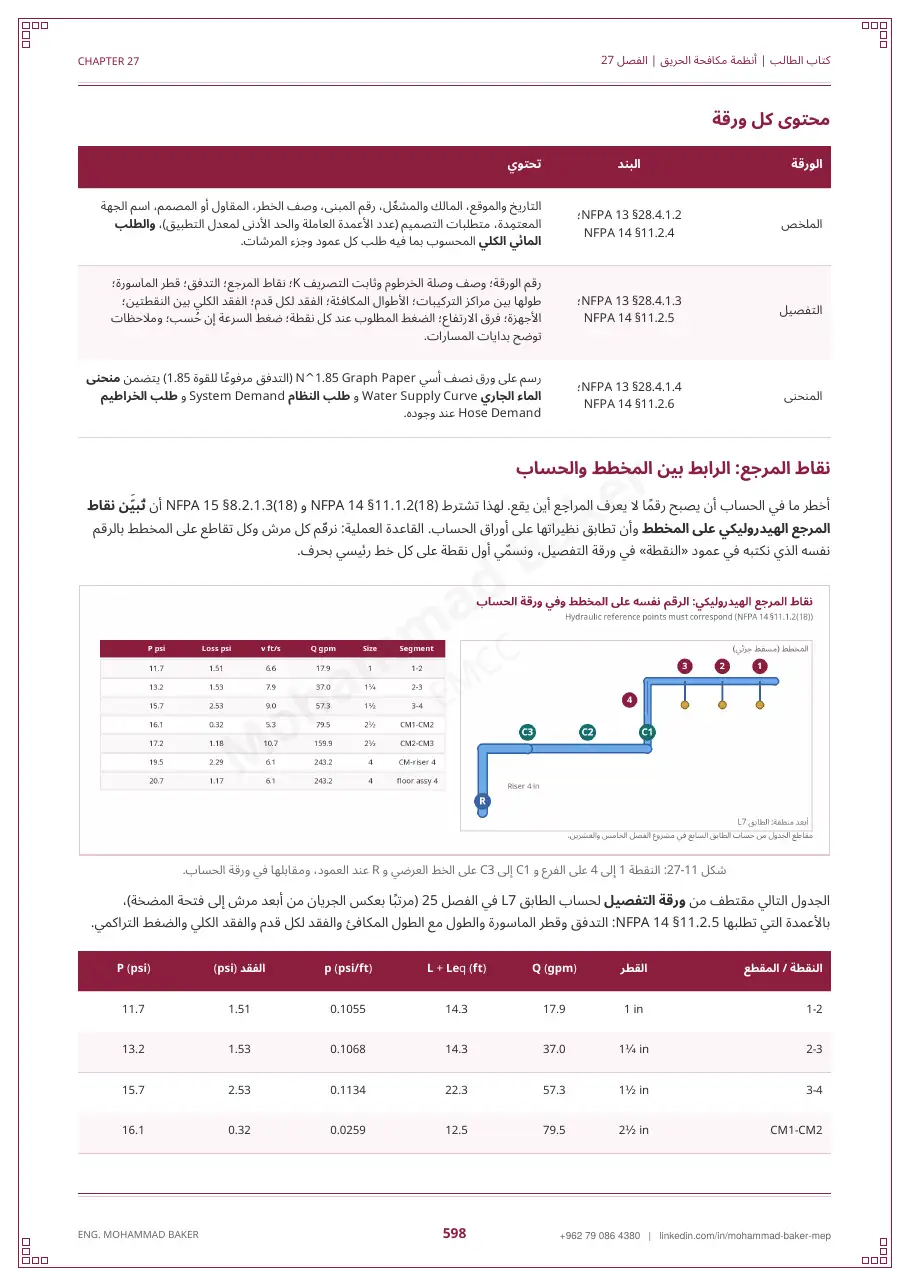 CHAPTER 27
كتاب الطالب | أنظمة مكافحة الحريق | الفصل 27
محتوى كل ورقة
الورقة البند تحتوي
الملخص NFPA 13 §28.4.1.2؛ NFPA 14 §11.2.4
التاريخ والموقع، المالك والمشغّل، رقم المبنى، وصف الخطر، المقاول أو المصمم، اسم الجهة
المعتمِدة، متطلبات التصميم (عدد الأعمدة العاملة والحد الأدنى لمعدل التطبيق)، والطلب
المائي الكلي المحسوب بما فيه طلب كل عمود وجزء المرشات.
التفصيل NFPA 13 §28.4.1.3؛ NFPA 14 §11.2.5
رقم الورقة؛ وصف وصلة الخرطوم وثابت التصريف K؛ نقاط المرجع؛ التدفق؛ قطر الماسورة؛
طولها بين مراكز التركيبات؛ الأطوال المكافئة؛ الفقد لكل قدم؛ الفقد الكلي بين النقطتين؛
الأجهزة؛ فرق الارتفاع؛ الضغط المطلوب عند كل نقطة؛ ضغط السرعة إن حُسب؛ وملاحظات
توضح بدايات المسارات.
المنحنى NFPA 13 §28.4.1.4؛ NFPA 14 §11.2.6
رسم على ورق نصف أسي N^1.85 Graph Paper (التدفق مرفوعًا للقوة 1.85) يتضمن منحنى
الماء الجاري Water Supply Curve و طلب النظام System Demand و طلب الخراطيم
Hose Demand عند وجوده.
نقاط المرجع: الرابط بين المخطط والحساب
أخطر ما في الحساب أن يصبح رقمًا لا يعرف المراجع أين يقع. لهذا تشترط NFPA 14 §11.1.2(18) و NFPA 15 §8.2.1.3(18) أن تُبيَّن نقاط
المرجع الهيدروليكي على المخطط وأن تطابق نظيراتها على أوراق الحساب. القاعدة العملية: نرقّم كل مرش وكل تقاطع على المخطط بالرقم
نفسه الذي نكتبه في عمود «النقطة» في ورقة التفصيل، ونسمّي أول نقطة على كل خط رئيسي بحرف.
نقاط المرجع الهيدروليكي: الرقم نفسه على المخطط وفي ورقة الحساب
Hydraulic reference points must correspond (NFPA 14 §11.1.2(18))
المخطط (مسقط جزئي)
3 2 1
4
C3 C2 C1
R
Riser 4 in
أبعد منطقة: الطابق L7
مقاطع الجدول من حساب الطابق السابع في مشروع الفصل الخامس والعشرين.
P psi Loss psi v ft/s Q gpm Size Segment
11.7 1.51 6.6 17.9 1 1-2
13.2 1.53 7.9 37.0 1¼ 2-3
15.7 2.53 9.0 57.3 1½ 3-4
16.1 0.32 5.3 79.5 2½ CM1-CM2
17.2 1.18 10.7 159.9 2½ CM2-CM3
19.5 2.29 6.1 243.2 4 CM-riser 4
20.7 1.17 6.1 243.2 4 floor assy 4
Mohammad Baker
EMCC
شكل 11-27: النقطة 1 إلى 4 على الفرع و C1 إلى C3 على الخط العرضي و R عند العمود، ومقابلها في ورقة الحساب.
الجدول التالي مقتطف من ورقة التفصيل لحساب الطابق L7 في الفصل 25 (مرتبًا بعكس الجريان من أبعد مرش إلى فتحة المضخة)،
بالأعمدة التي تطلبها NFPA 14 §11.2.5: التدفق وقطر الماسورة والطول مع الطول المكافئ والفقد لكل قدم والفقد الكلي والضغط التراكمي.
النقطة / المقطع القطر Q (gpm) L + Leq (ft) p (psi/ft) الفقد (psi) P (psi)
1-2 1 in 17.9 14.3 0.1055 1.51 11.7
2-3 1¼ in 37.0 14.3 0.1068 1.53 13.2
3-4 1½ in 57.3 22.3 0.1134 2.53 15.7
CM1-CM2 2½ in 79.5 12.5 0.0259 0.32 16.1
ENG. MOHAMMAD BAKER
598
+962 79 086 4380 | linkedin.com/in/mohammad-baker-mep